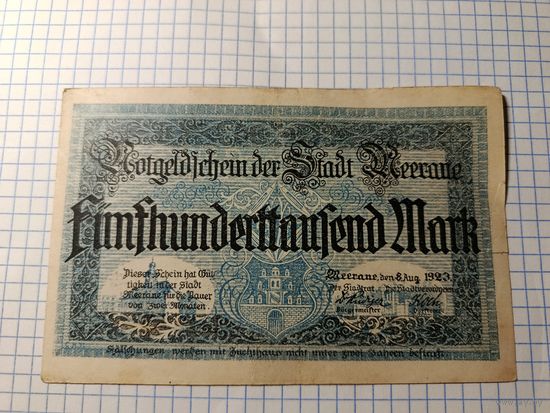 Notgeldschein der Stadt Meerane
Fünfhunderttausend Mark
Dieser Schein hat Gül-
tigkeit in der Stadt
Meerane für die Dauer
von zwei Monaten.
Meerane, den 8. Aug. 1923.
Der Stadtrat. Die Stadtverordneten.
Bürgermeister
Fälschungen werden mit Zuchthaus nicht unter zwei Jahren bestraft.